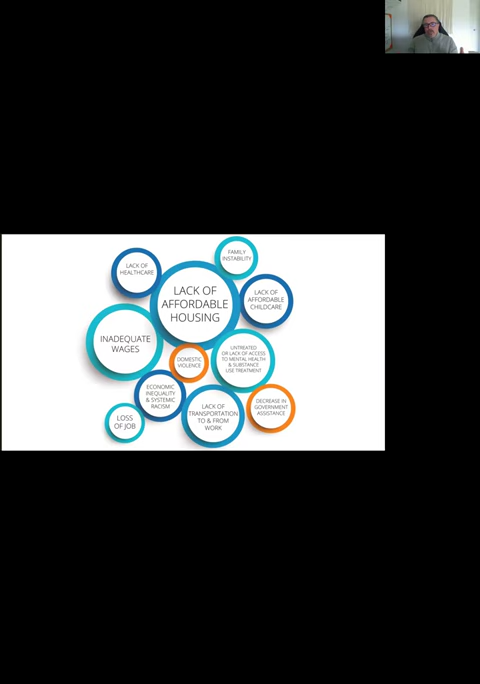 FAMILY
INSTABILITY
LACK OF
HEALTHCARE
LACK OF
AFFORDABLE
HOUSING
LACK OF
AFFORDABLE
CHILDCARE
INADEQUATE
WAGES
UNTREATED
OR LACK OF ACCESS
TO MENTAL HEALTH
& SUBSTANCE
USE TREATMENT
DOMESTIC
VIOLENCE
ECONOMIC
INEQUALITY
& SYSTEMIC
RACISM
LACK OF
TRANSPORTATION
TO & FROM
WORK
DECREASE IN
GOVERNMENT
ASSISTANCE
LOSS
OF JOB